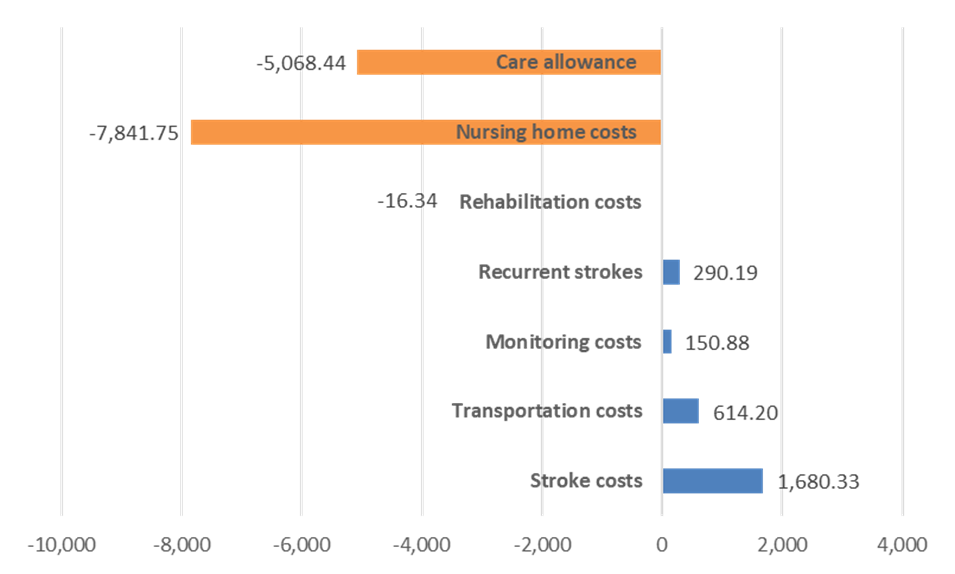 -5,068.44 Care allowance
-7,841.75 Nursing home costs
-16.34 Rehabilitation costs
Recurrent strokes 290.19
Monitoring costs 150.88
Transportation costs 614.20
Stroke costs 1,680.33
-10,000 -8,000 -6,000 -4,000 -2,000 0 2,000 4,000